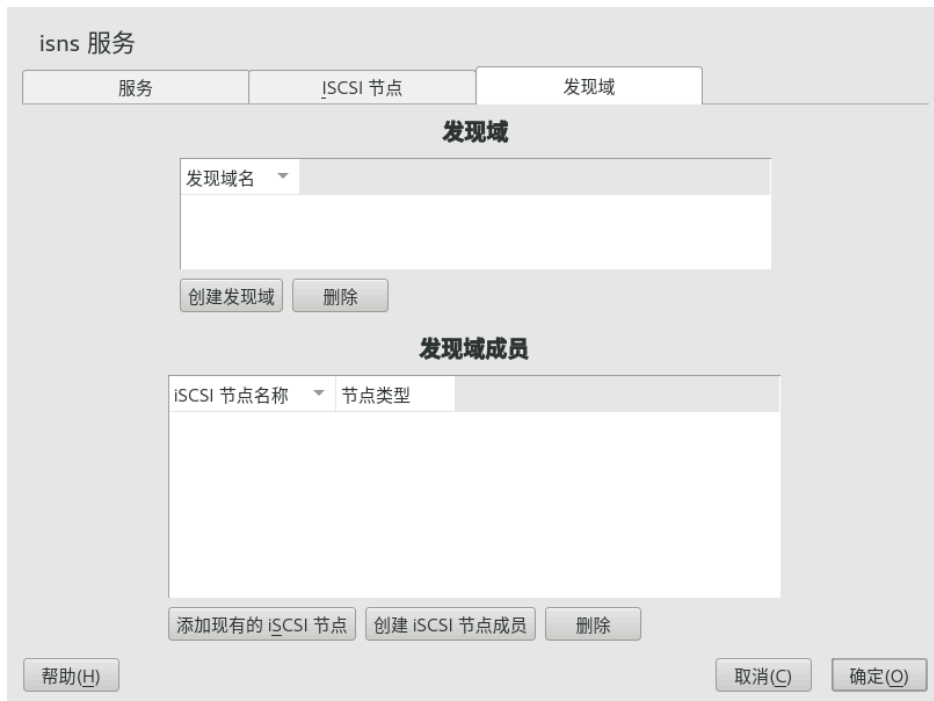 isns 服务
服务 ISCSI 节点 发现域
发现域
发现域名
创建发现域 删除
发现域成员
iSCSI 节点名称 节点类型
添加现有的 iSCSI 节点 创建 iSCSI 节点成员 删除
帮助(H) 取消(C) 确定(O)